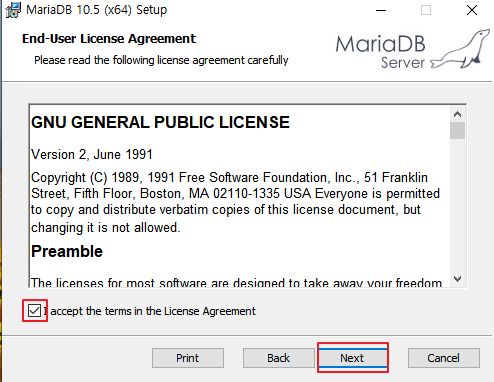 MariaDB 10.5 (x64) Setup
End-User License Agreement
Please read the following license agreement carefully
MariaDB
Server
GNU GENERAL PUBLIC LICENSE
Version 2, June 1991
Copyright (C) 1989, 1991 Free Software Foundation, Inc., 51 Franklin
Street, Fifth Floor, Boston, MA 02110-1335 USA Everyone is permitted
to copy and distribute verbatim copies of this license document, but
changing it is not allowed.
Preamble
The licenses for most software are designed to take away your freedom
I accept the terms in the License Agreement
Print
Back
Next
Cancel